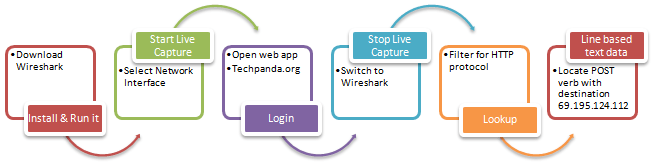 Download
Wireshark
Install & Run it
Start Live
Capture
Select Network
Interface
Open web app
Techpanda.org
Login
Stop Live
Capture
Switch to
Wireshark
Filter for HTTP
protocol
Lookup
Line based
text data
Locate POST
verb with
destination
69.195.124.112